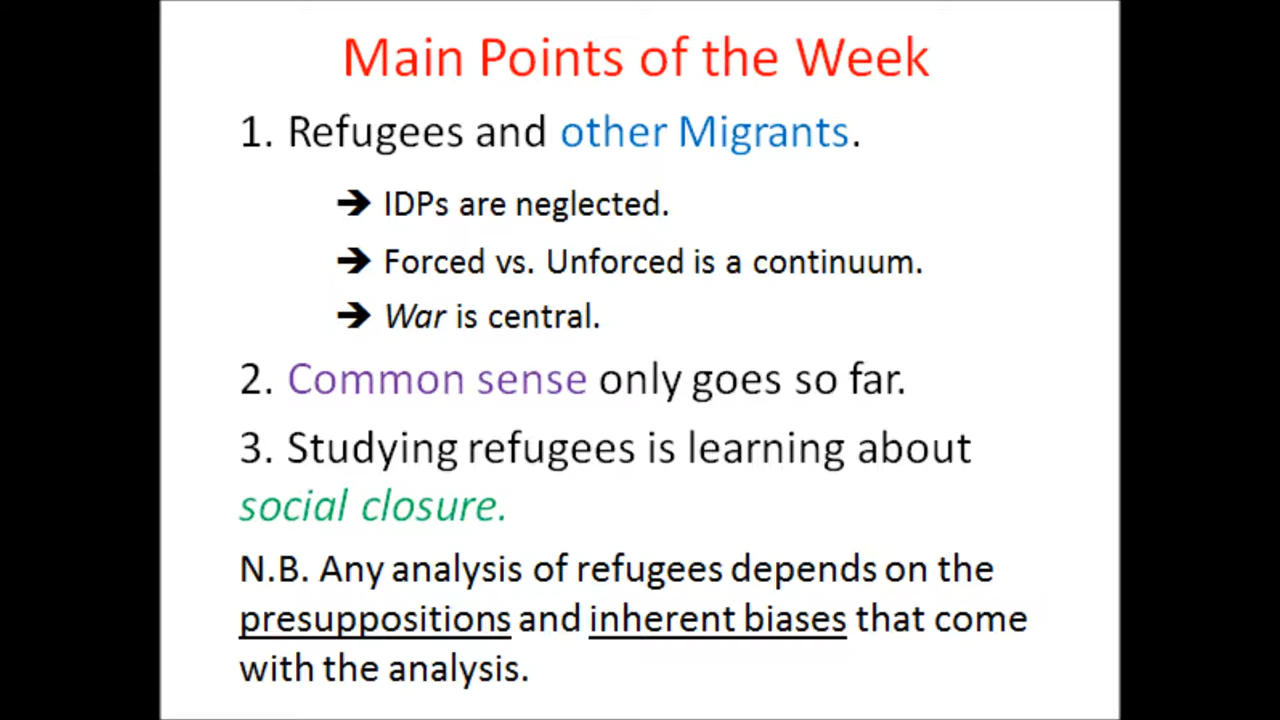 Main Points of the Week
1. Refugees and other Migrants.
➔ IDPs are neglected.
➔ Forced vs. Unforced is a continuum.
➔ War is central.
2. Common sense only goes so far.
3. Studying refugees is learning about
social closure.
N.B. Any analysis of refugees depends on the
presuppositions and inherent biases that come
with the analysis.